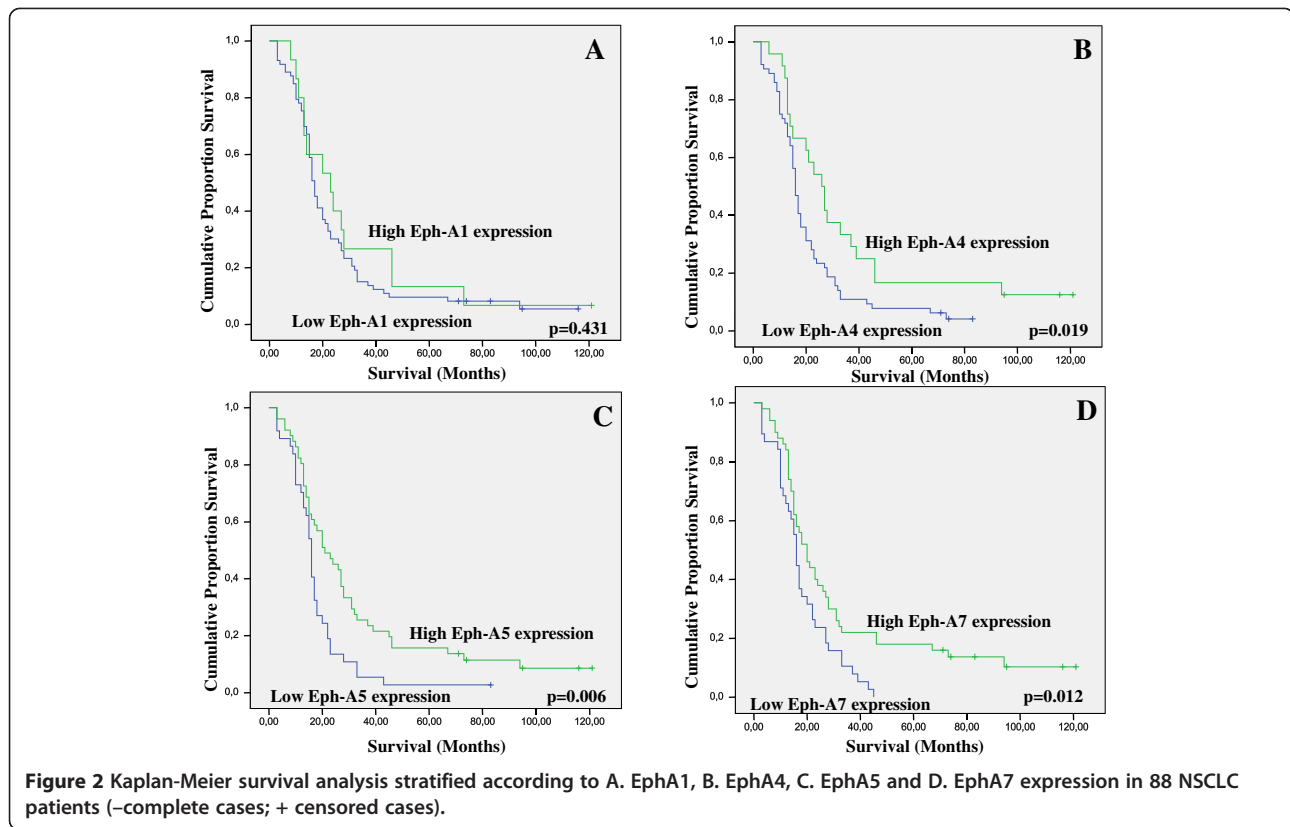 A
Cumulative Proportion Survival
1,0
0,8
0,6
0,4
0,2
0,0
High Eph-A1 expression
Low Eph-A1 expression
p=0.431
0,00 20,00 40,00 60,00 80,00 100,00 120,00
Survival (Months)
B
Cumulative Proportion Survival
1,0
0,8
0,6
0,4
0,2
0,0
High Eph-A4 expression
Low Eph-A4 expression
p=0.019
0,00 20,00 40,00 60,00 80,00 100,00 120,00
Survival (Months)
C
Cumulative Proportion Survival
1,0
0,8
0,6
0,4
0,2
0,0
High Eph-A5 expression
Low Eph-A5 expression
p=0.006
0,00 20,00 40,00 60,00 80,00 100,00 120,00
Survival (Months)
D
Cumulative Proportion Survival
1,0
0,8
0,6
0,4
0,2
0,0
High Eph-A7 expression
Low Eph-A7 expression
p=0.012
0,00 20,00 40,00 60,00 80,00 100,00 120,00
Survival (Months)
Figure 2 Kaplan-Meier survival analysis stratified according to A. EphA1, B. EphA4, C. EphA5 and D. EphA7 expression in 88 NSCLC
patients (–complete cases; + censored cases).